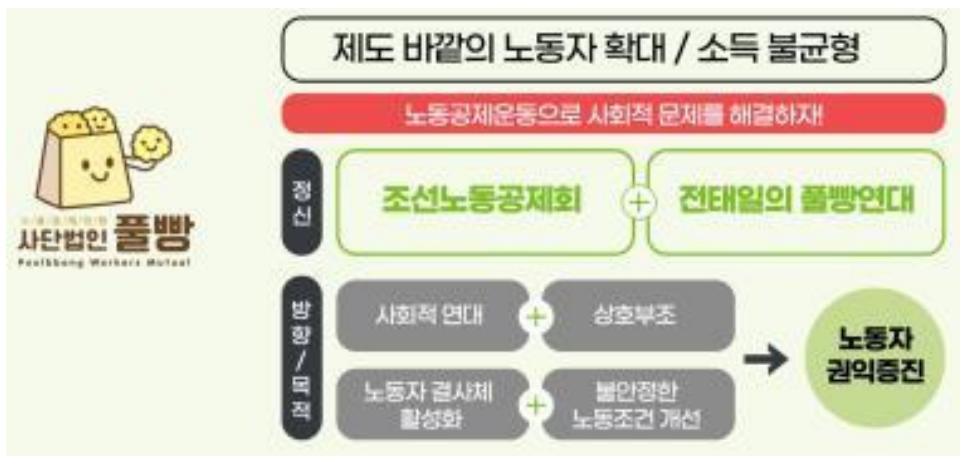 제도 바깥의 노동자 확대 / 소득 불균형
노동공제운동으로 사회적 문제를 해결하자!
정신
조선노동공제회
+
전태일의 풀빵연대
사단법인 풀빵
Poolbbang Workers Mutual
방향/목적
사회적 연대
+
상호부조
노동자 결사체
활성화
+
불안정한
노동조건 개선
노동자
권익증진